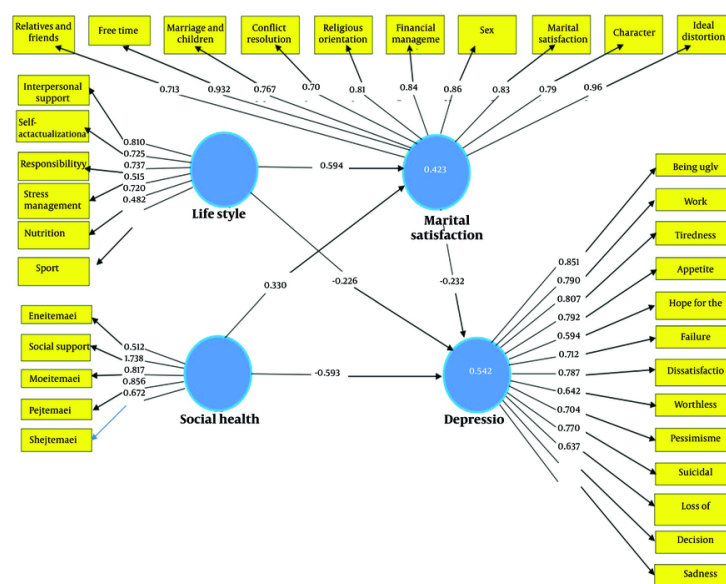 Relatives and
friends
Free time
Marriage and
children
Conflict
resolution
Religious
orientation
Financial
manageme
Sex
Marital
satisfaction
Character
Ideal
distortion
0.713
0.932
0.767
0.70
0.81
0.84
0.86
0.83
0.79
0.96
Interpersonal
support
Self-
actactualizationa
Responsibilityy
Stress
management
Nutrition
Sport
0.810
0.725
0.737
0.515
0.720
0.482
Life style
0.594
0.423
Marital
satisfaction
0.330
-0.226
-0.232
Eneitemaei
Social support
Moeitemaei
Pejtemaei
Shejtemaei
0.512
1.738
0.817
0.856
0.672
Social health
-0.593
0.542
Depressio
0.851
0.790
0.807
0.792
0.594
0.712
0.787
0.642
0.704
0.770
0.637
Being uglv
Work
Tiredness
Appetite
Hope for the
Failure
Dissatisfactio
Worthless
Pessimisme
Suicidal
Loss of
Decision
Sadness